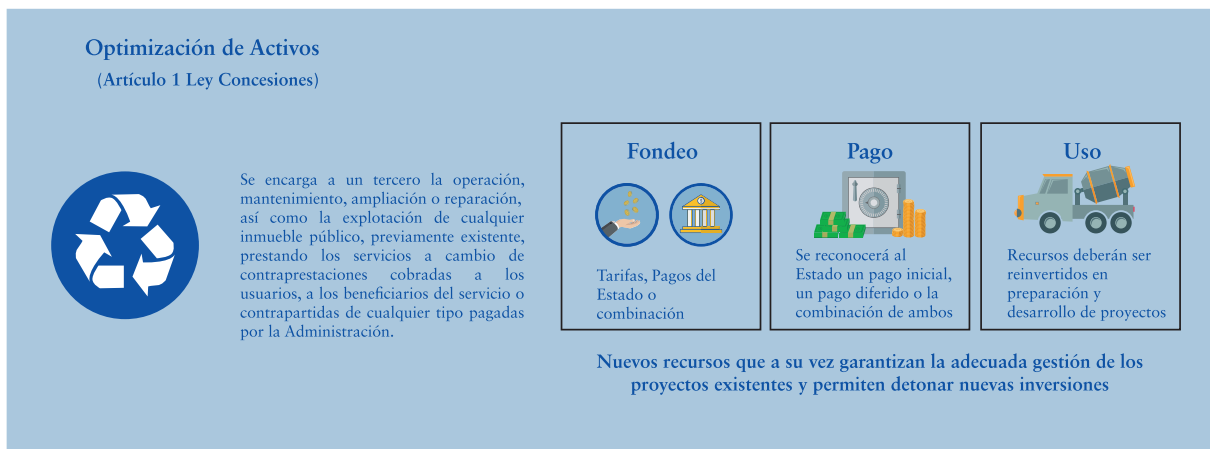 Optimización de Activos
(Artículo 1 Ley Concesiones)
Se encarga a un tercero la operación,
mantenimiento, ampliación o reparación,
así como la explotación de cualquier
inmueble público, previamente existente,
prestando los servicios a cambio de
contraprestaciones cobradas a los
usuarios, a los beneficiarios del servicio o
contrapartidas de cualquier tipo pagadas
por la Administración.
Fondeo
Tarifas, Pagos del
Estado o
combinación
Pago
Se reconocerá al
Estado un pago inicial,
un pago diferido o la
combinación de ambos
Uso
Recursos deberán ser
reinvertidos en
preparación y
desarrollo de proyectos
Nuevos recursos que a su vez garantizan la adecuada gestión de los
proyectos existentes y permiten detonar nuevas inversiones